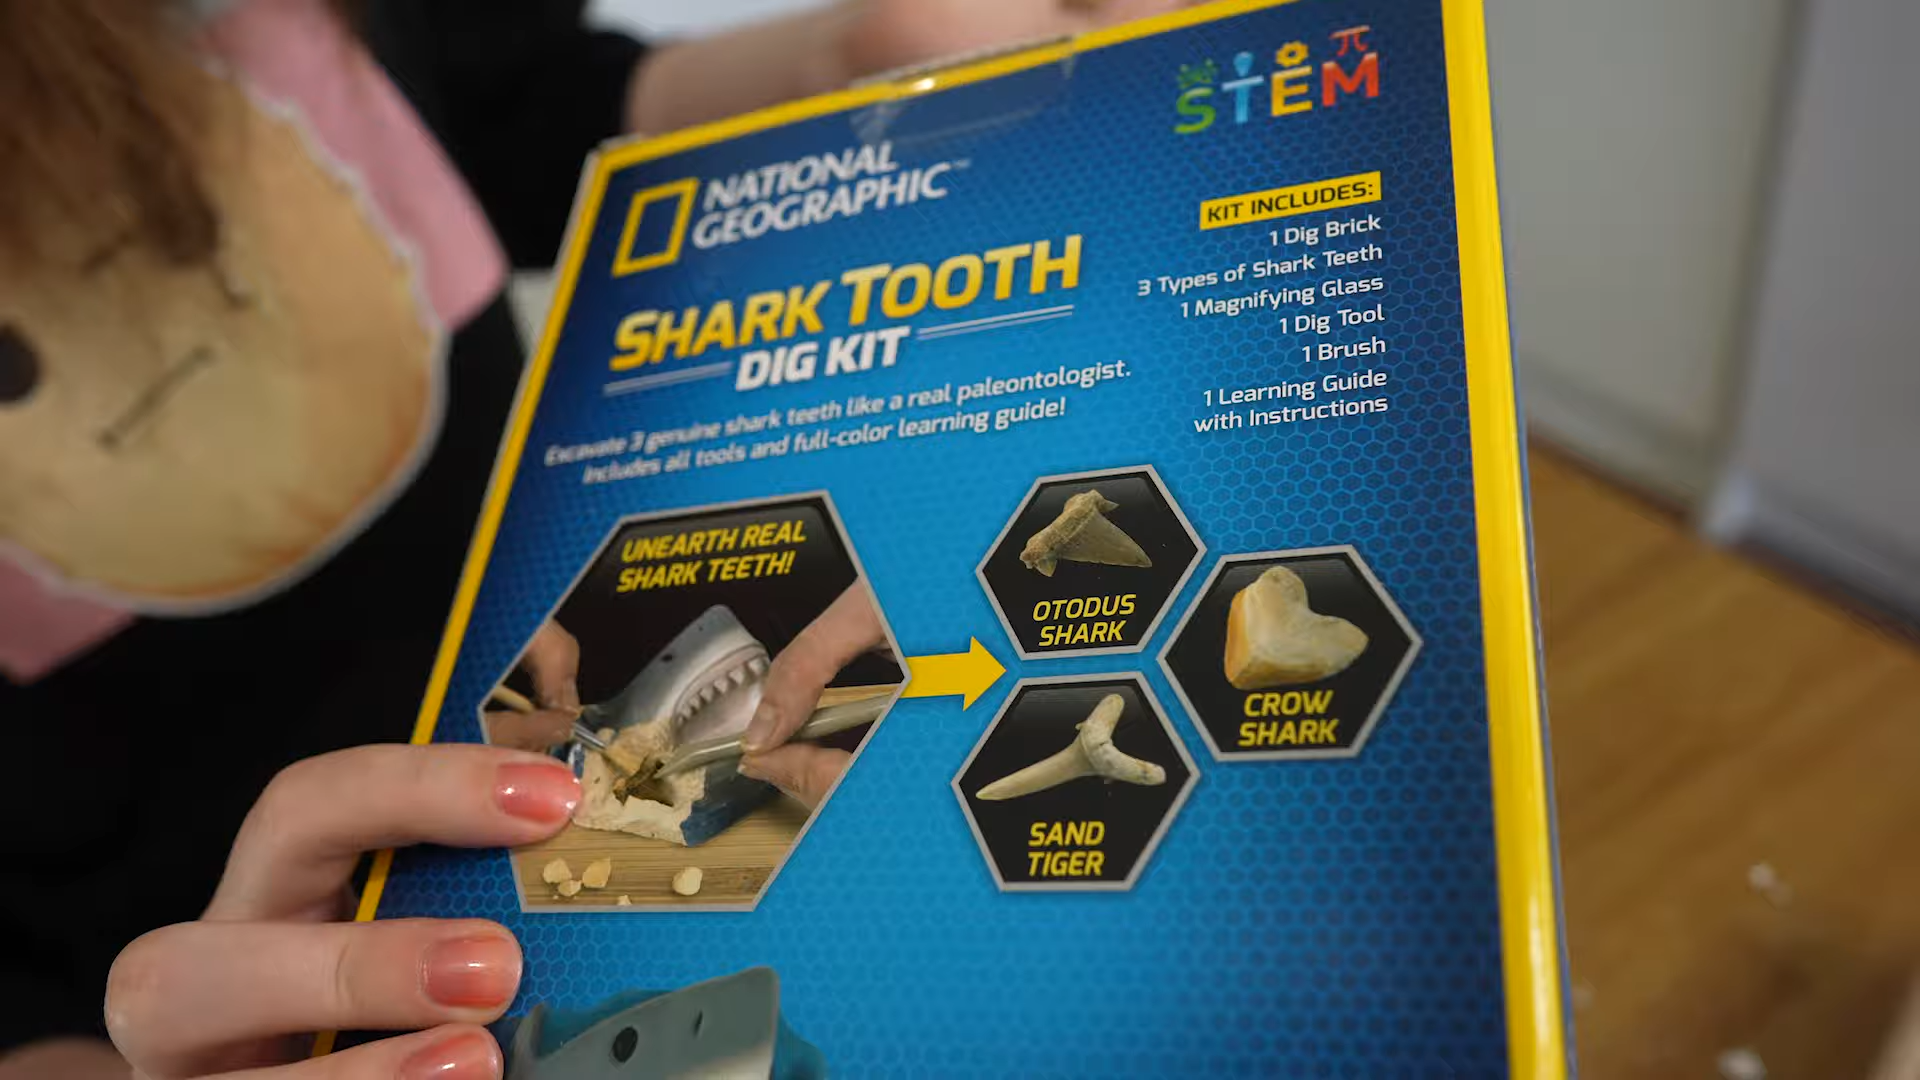 STEM
π
NATIONAL
GEOGRAPHIC™
SHARK TOOTH
DIG KIT
Excavate 3 genuine shark teeth like a real paleontologist.
Includes all tools and full-color learning guide!
KIT INCLUDES:
1 Dig Brick
3 Types of Shark Teeth
1 Magnifying Glass
1 Dig Tool
1 Brush
1 Learning Guide
with Instructions
UNEARTH REAL
SHARK TEETH!
OTODUS
SHARK
CROW
SHARK
SAND
TIGER